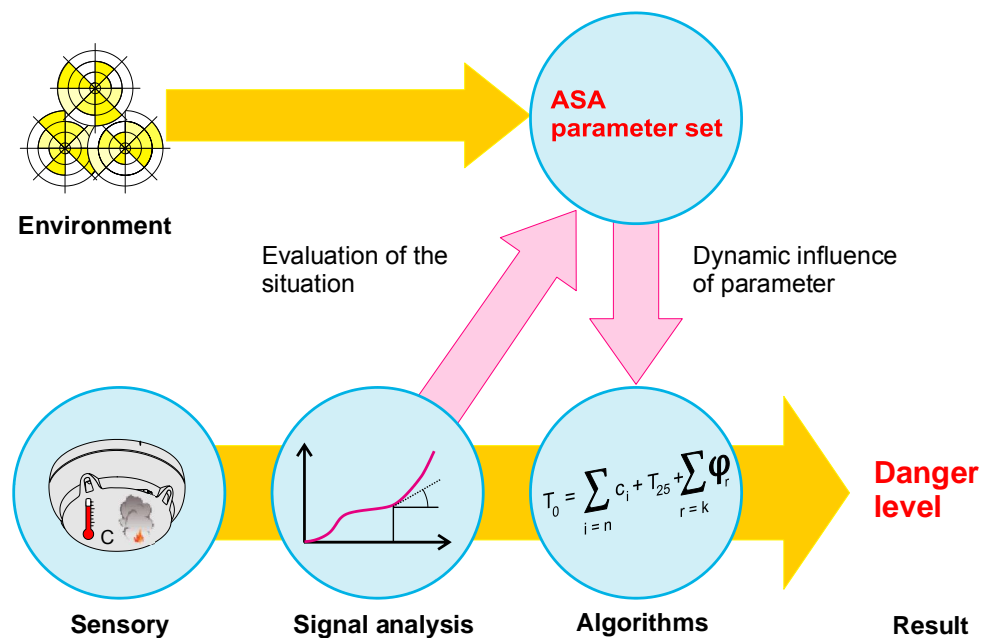 ASA
parameter set
Environment
Evaluation of the
situation
Dynamic influence
of parameter
C
T₀ = ∑ cᵢ + T₂₅ + ∑ φᵣ
i = n r = k
Danger
level
Sensory
Signal analysis
Algorithms
Result